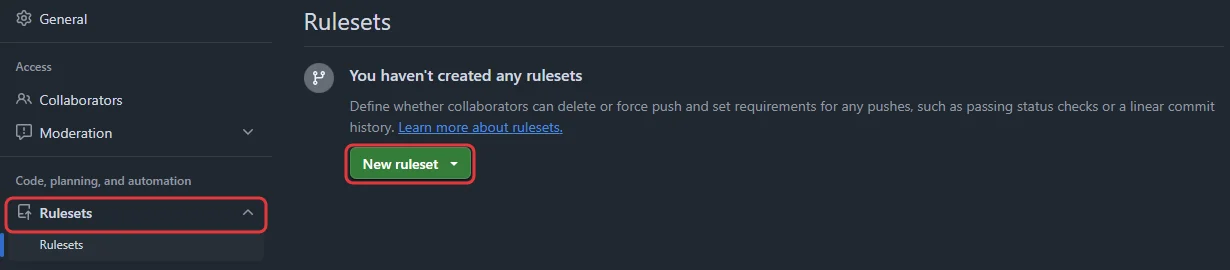 General
Access
Collaborators
Moderation
Code, planning, and automation
Rulesets
Rulesets
Rulesets
You haven't created any rulesets
Define whether collaborators can delete or force push and set requirements for any pushes, such as passing status checks or a linear commit
history. Learn more about rulesets.
New ruleset